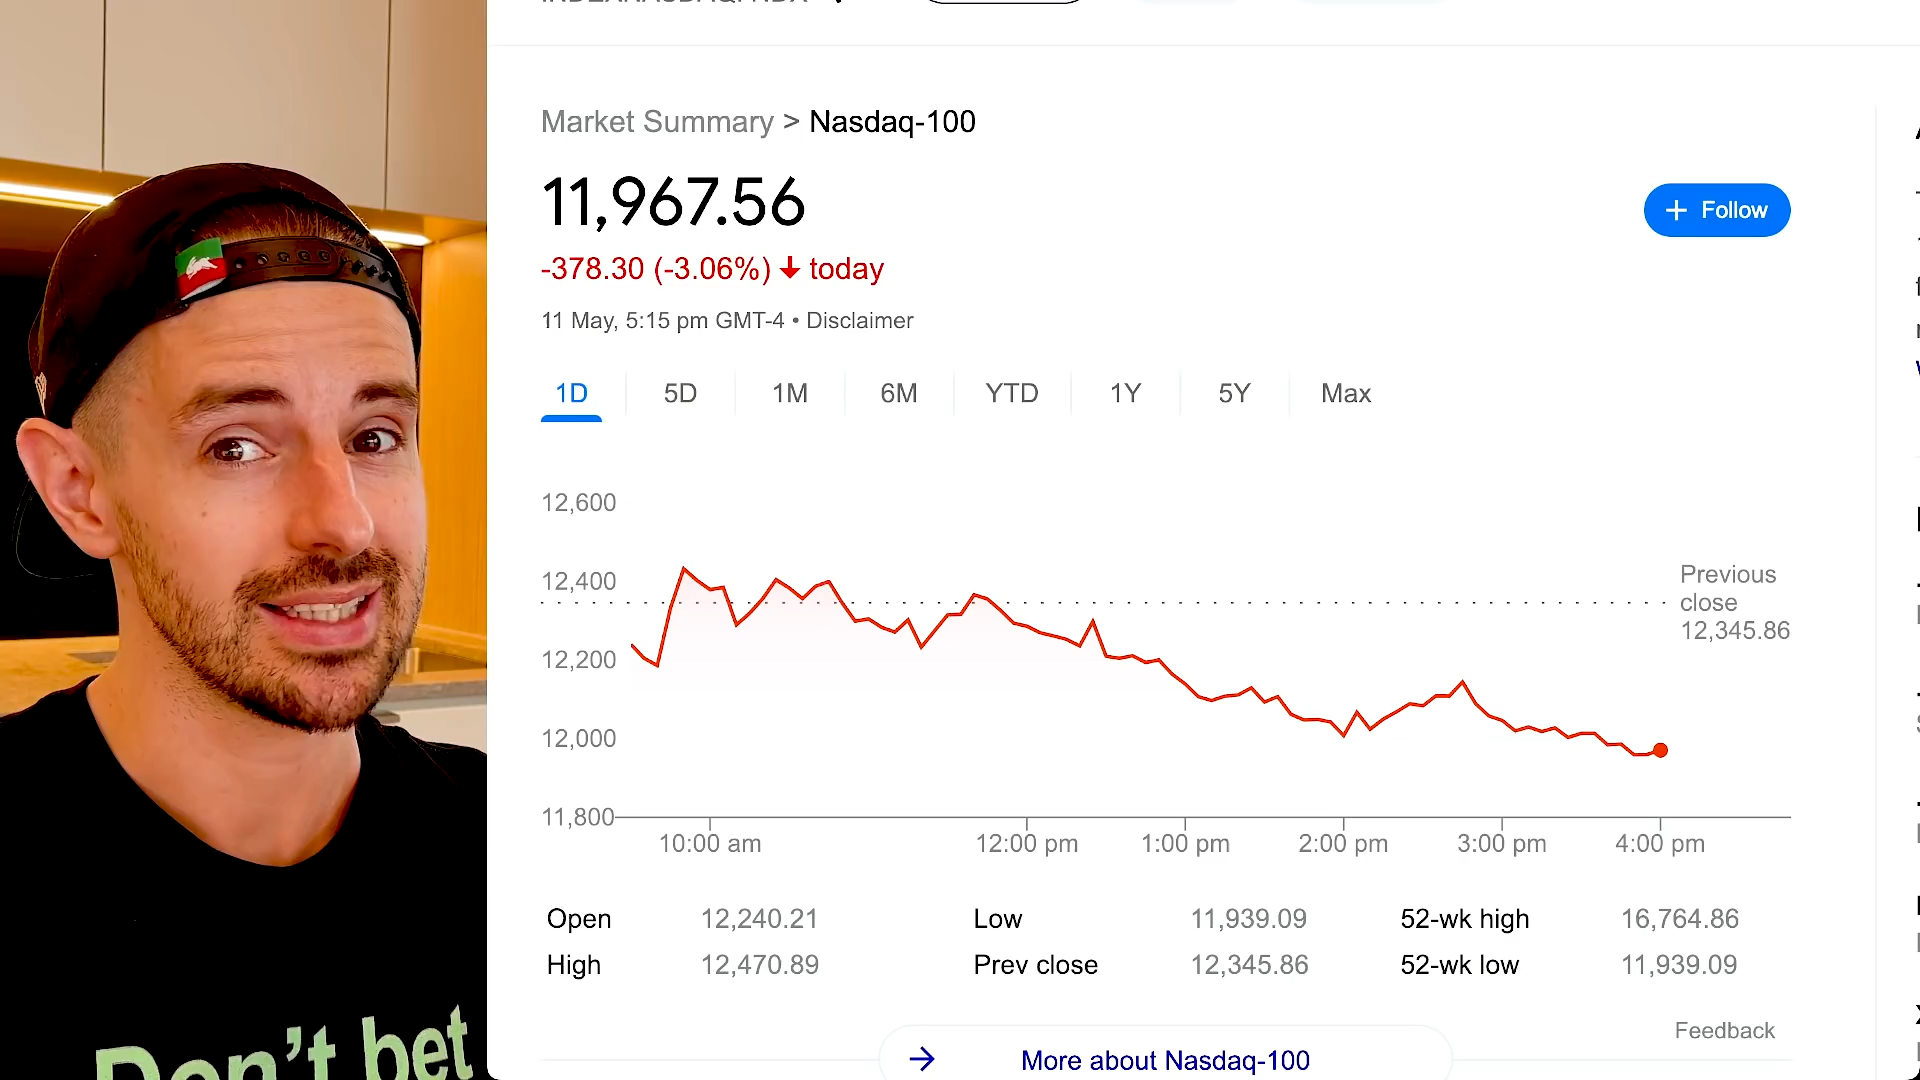 Market Summary > Nasdaq-100
11,967.56
+ Follow
-378.30 (-3.06%) ↓ today
11 May, 5:15 pm GMT-4 • Disclaimer
1D 5D 1M 6M YTD 1Y 5Y Max
12,600
12,400
12,200
12,000
11,800
Previous
close
12,345.86
10:00 am 12:00 pm 1:00 pm 2:00 pm 3:00 pm 4:00 pm
Open 12,240.21 Low 11,939.09 52-wk high 16,764.86
High 12,470.89 Prev close 12,345.86 52-wk low 11,939.09
Feedback
More about Nasdaq-100
Don't bet